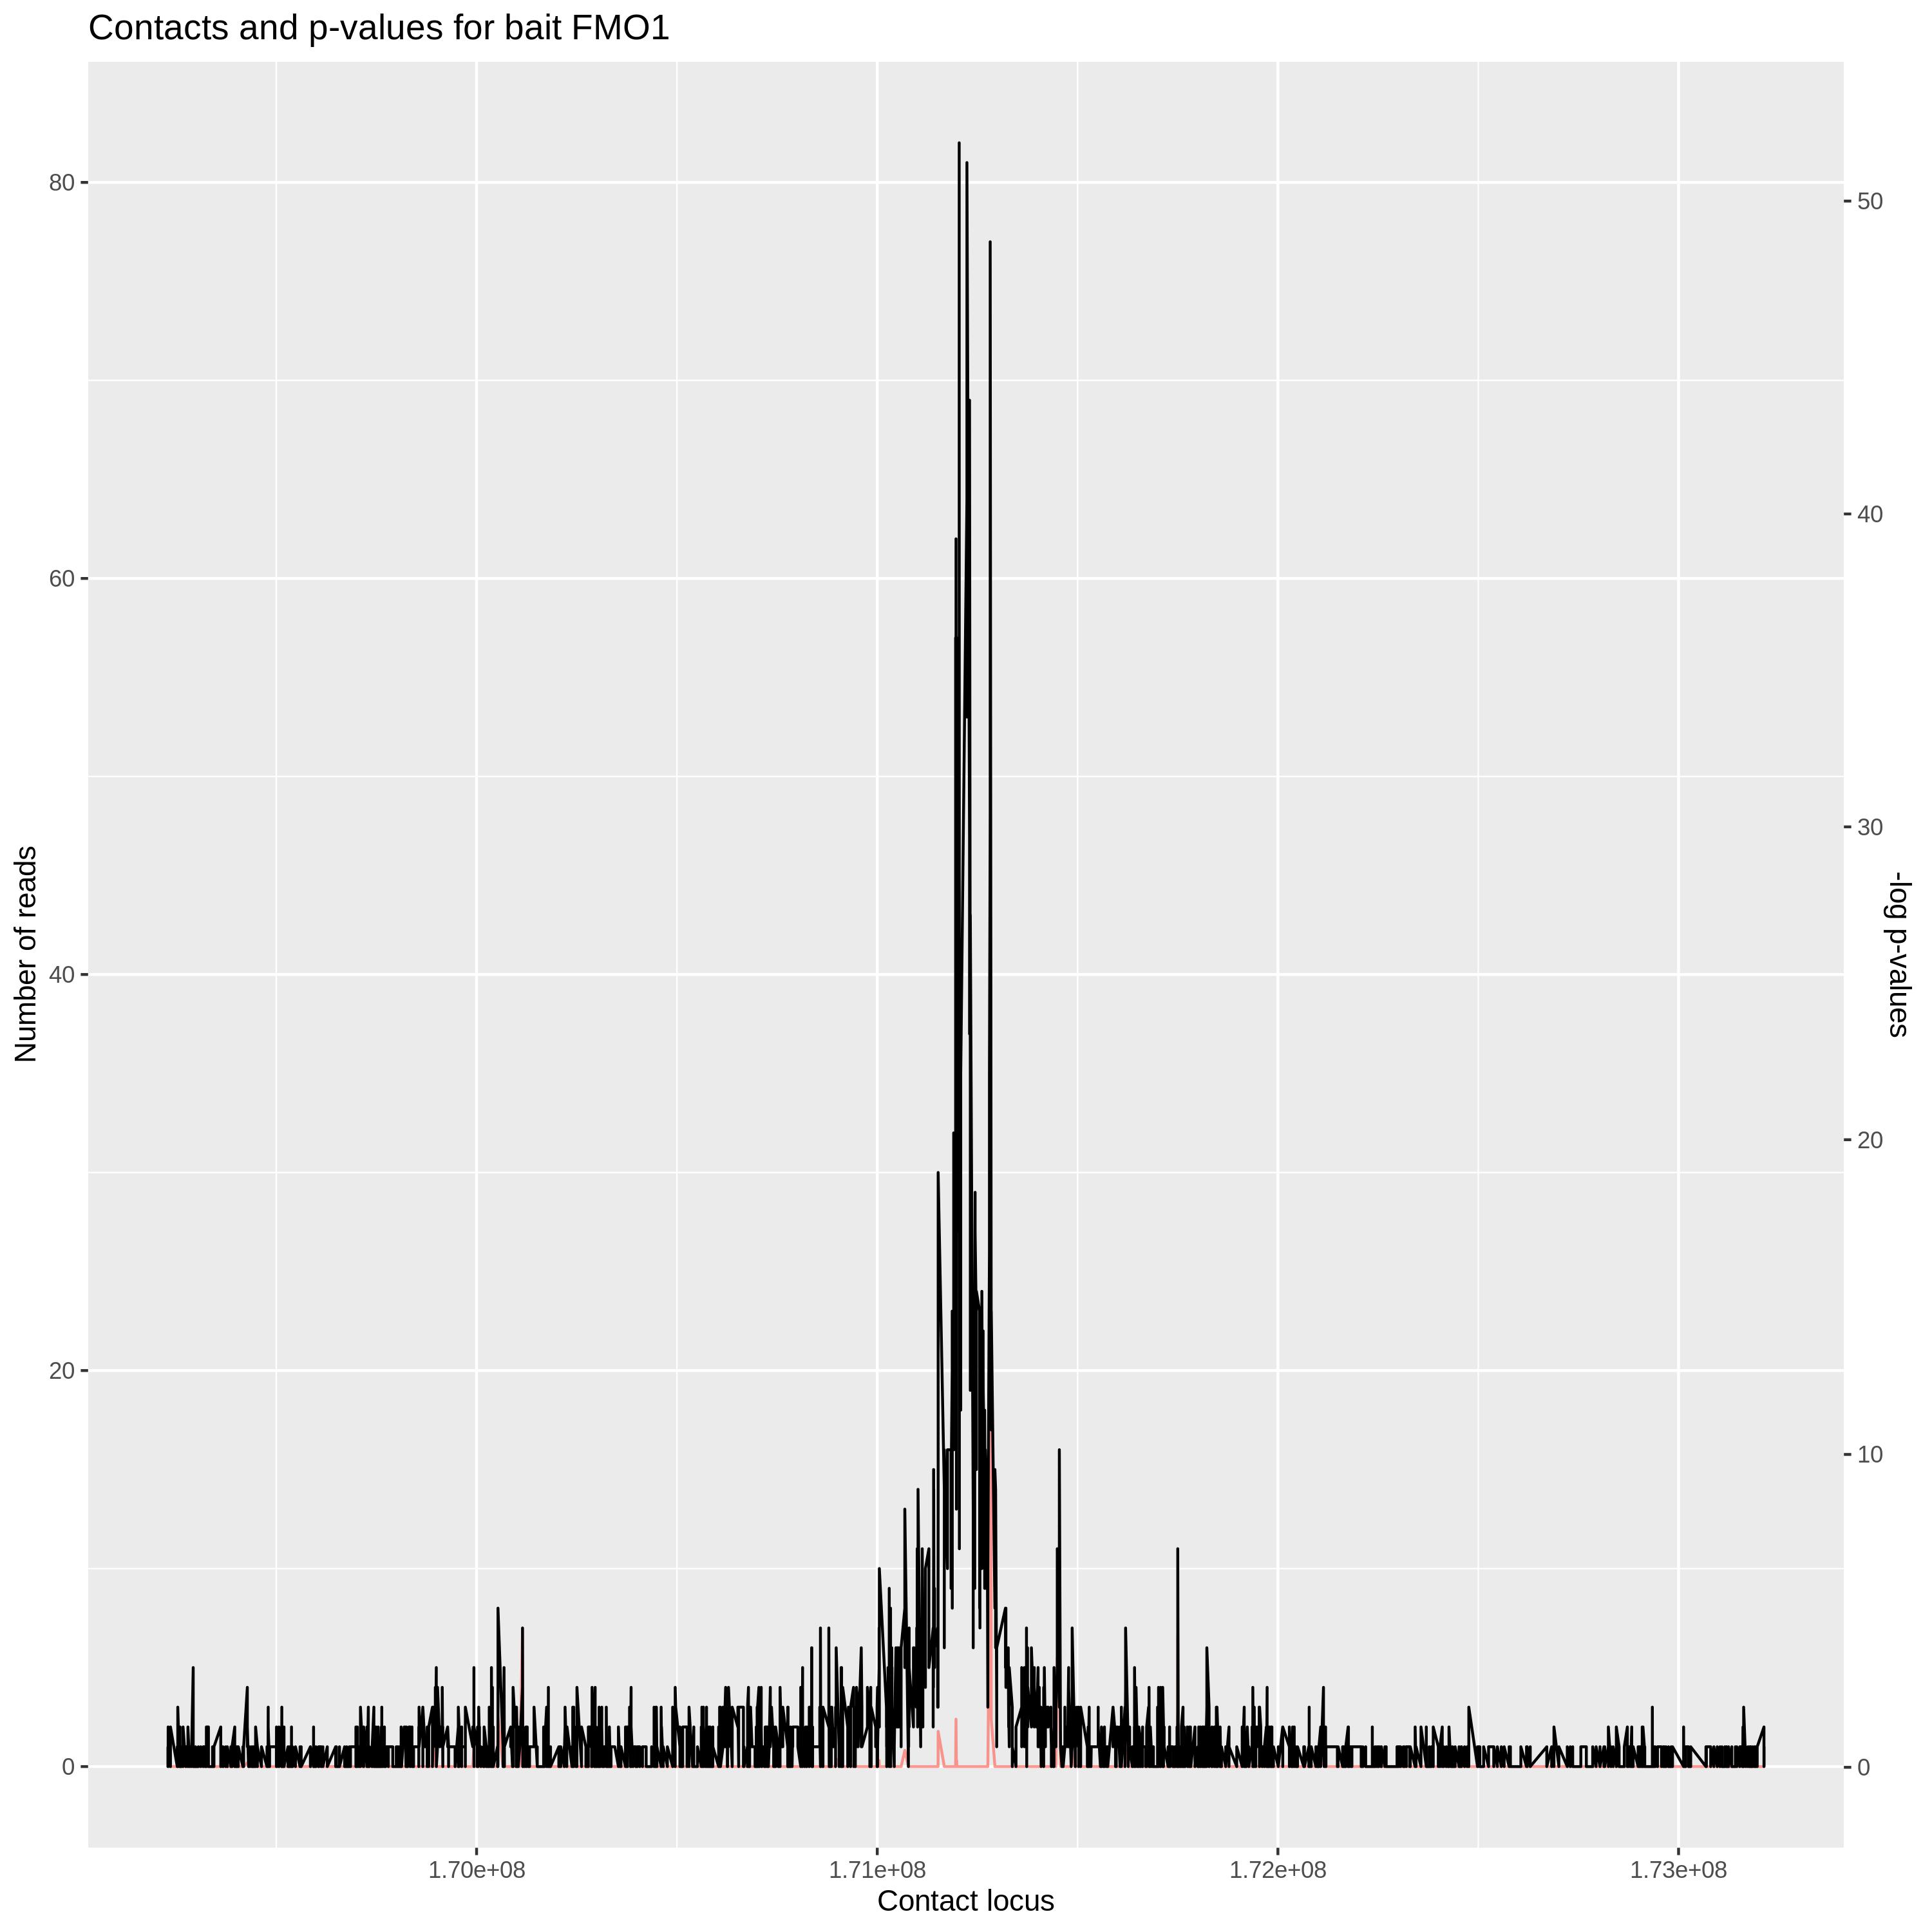 Contacts and p-values for bait FMO1
80
60
40
20
0
Number of reads
50
40
30
20
10
0
-log p-values
1.70e+08 1.71e+08 1.72e+08 1.73e+08
Contact locus